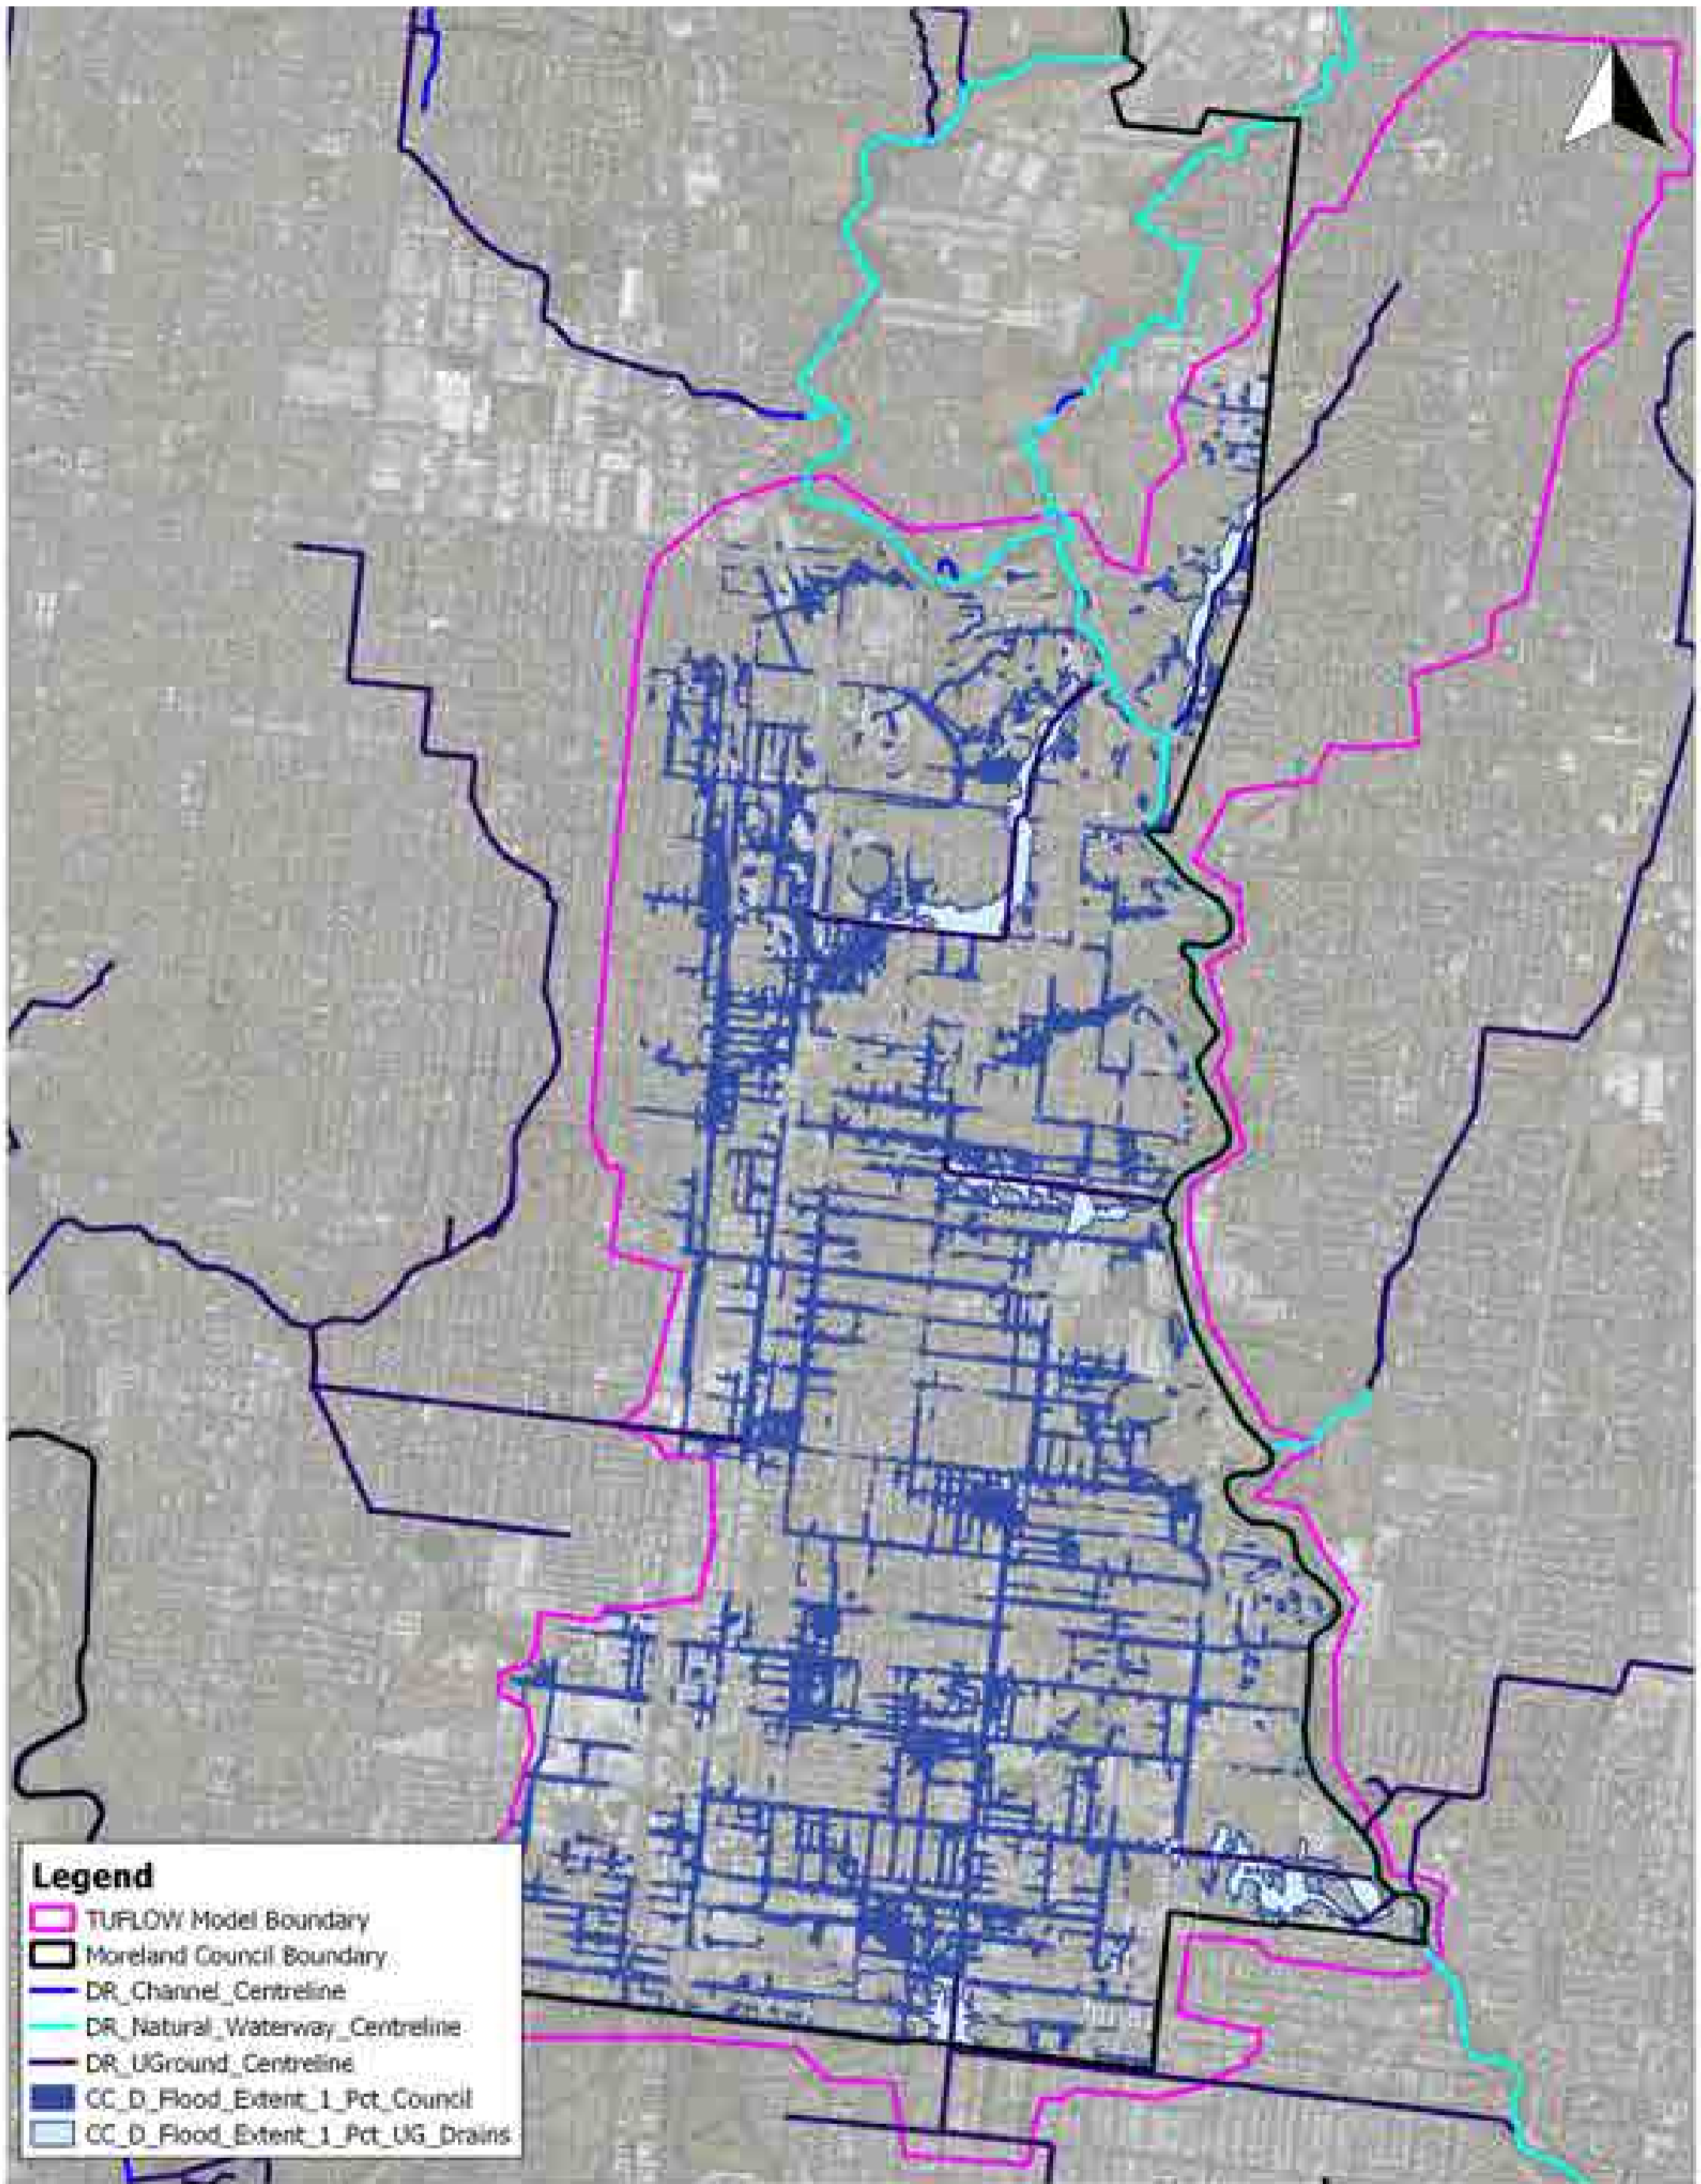 Legend
TUFLOW Model Boundary
Moreland Council Boundary
DR_Channel_Centreline
DR_Natural_Waterway_Centreline
DR_UGround_Centreline
CC_D_Flood_Extent_1_Pct_Council
CC_D_Flood_Extent_1_Pct_UG_Drains